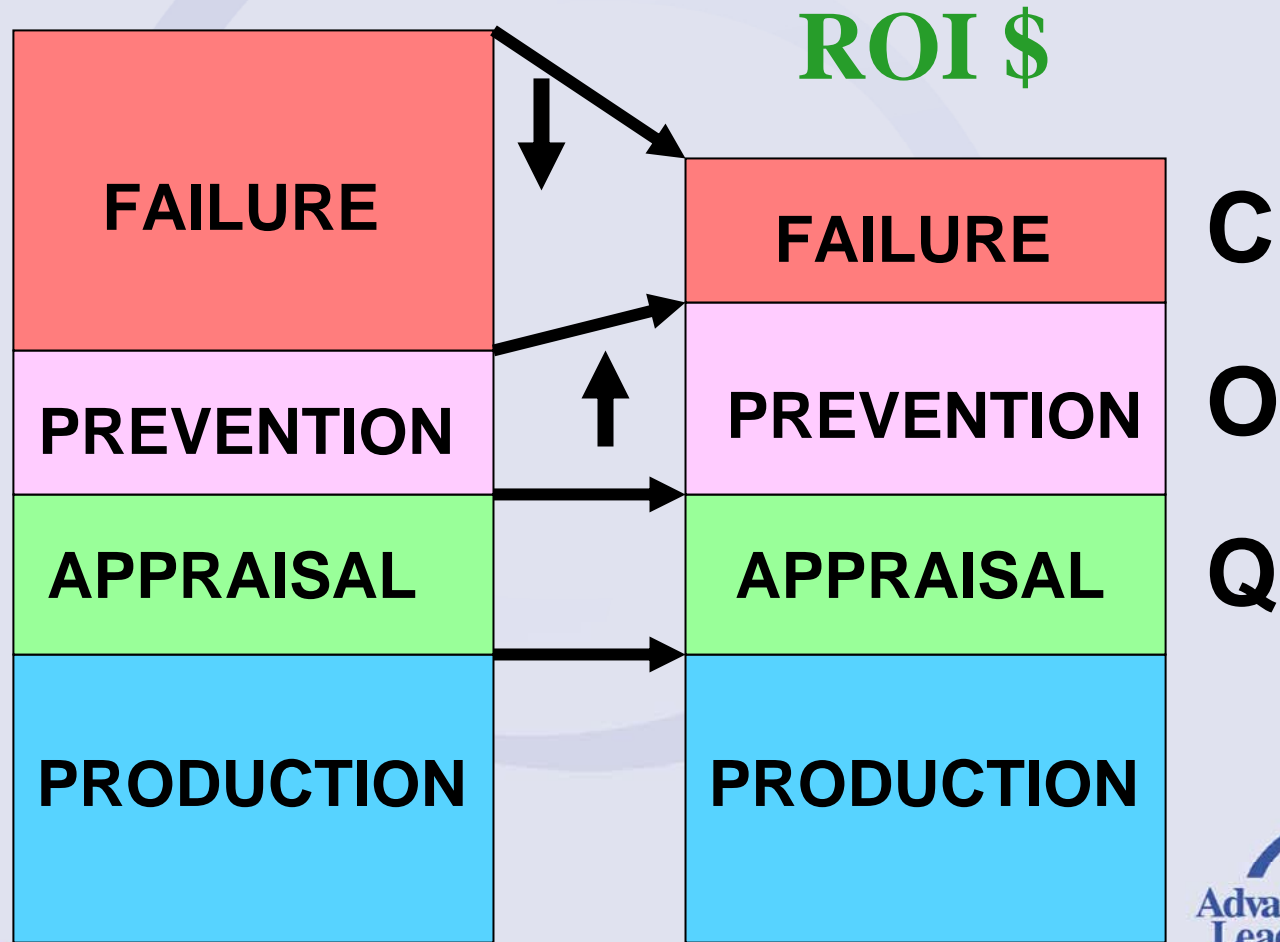 ROI $
FAILURE
PREVENTION
APPRAISAL
PRODUCTION
FAILURE
PREVENTION
APPRAISAL
PRODUCTION
C
O
Q